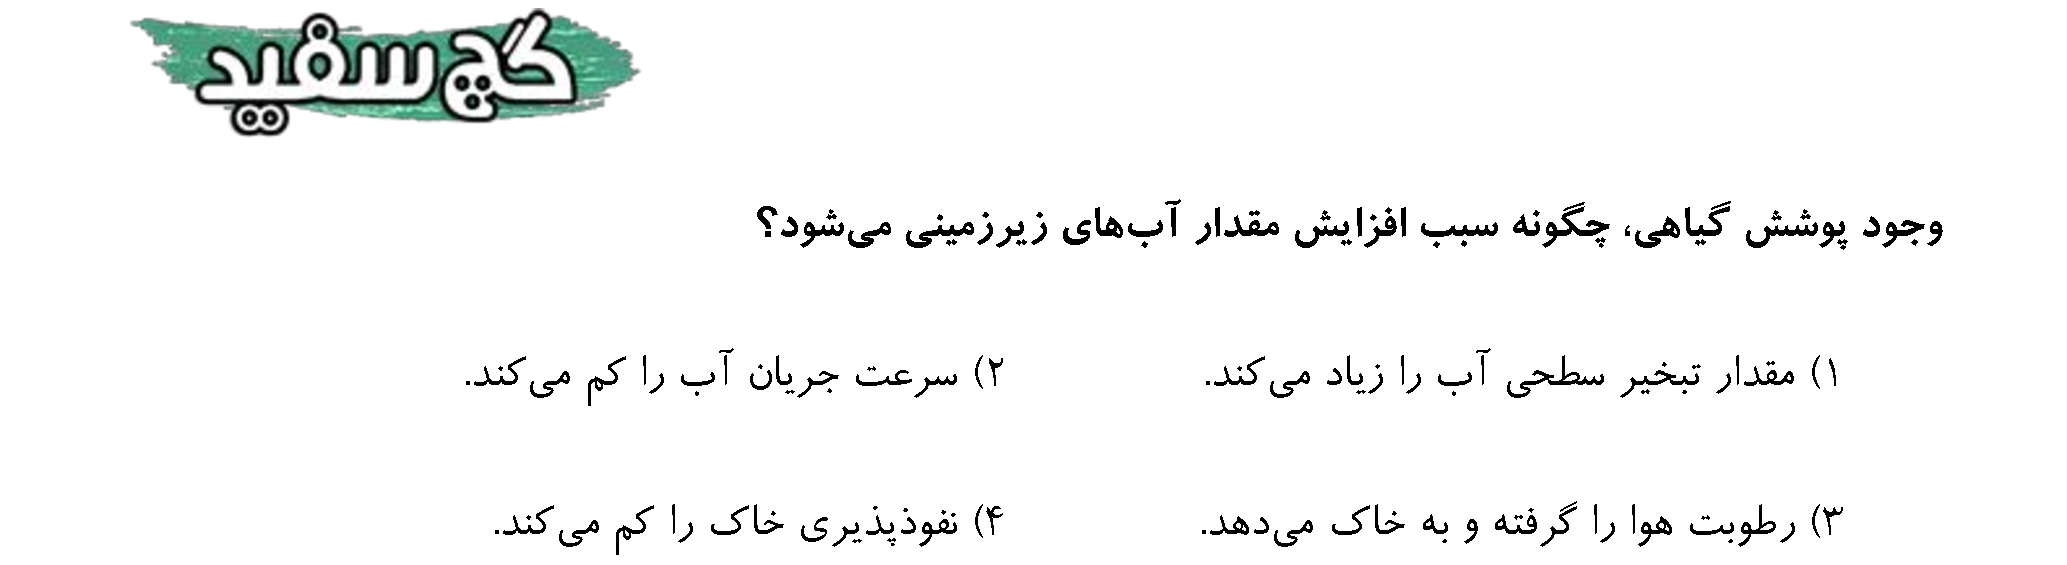 گچ سفید
وجود پوشش گیاهی، چگونه سبب افزایش مقدار آب‌های زیرزمینی می‌شود؟
۱) مقدار تبخیر سطحی آب را زیاد می‌کند.
۲) سرعت جریان آب را کم می‌کند.
۳) رطوبت هوا را گرفته و به خاک می‌دهد.
۴) نفوذپذیری خاک را کم می‌کند.